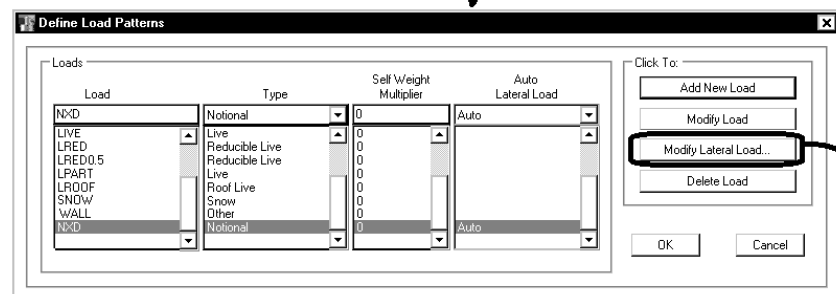 Define Load Patterns
Loads
Click To:
Load Type Self Weight Multiplier Auto Lateral Load
NXD Notional 0 Auto
LIVE Live 0
LRED Reducible Live 0
LRED0.5 Reducible Live 0
LPART Live 0
LROOF Roof Live 0
SNOW Snow 0
WALL Other 0
NXD Notional 0 Auto
Add New Load
Modify Load
Modify Lateral Load...
Delete Load
OK Cancel